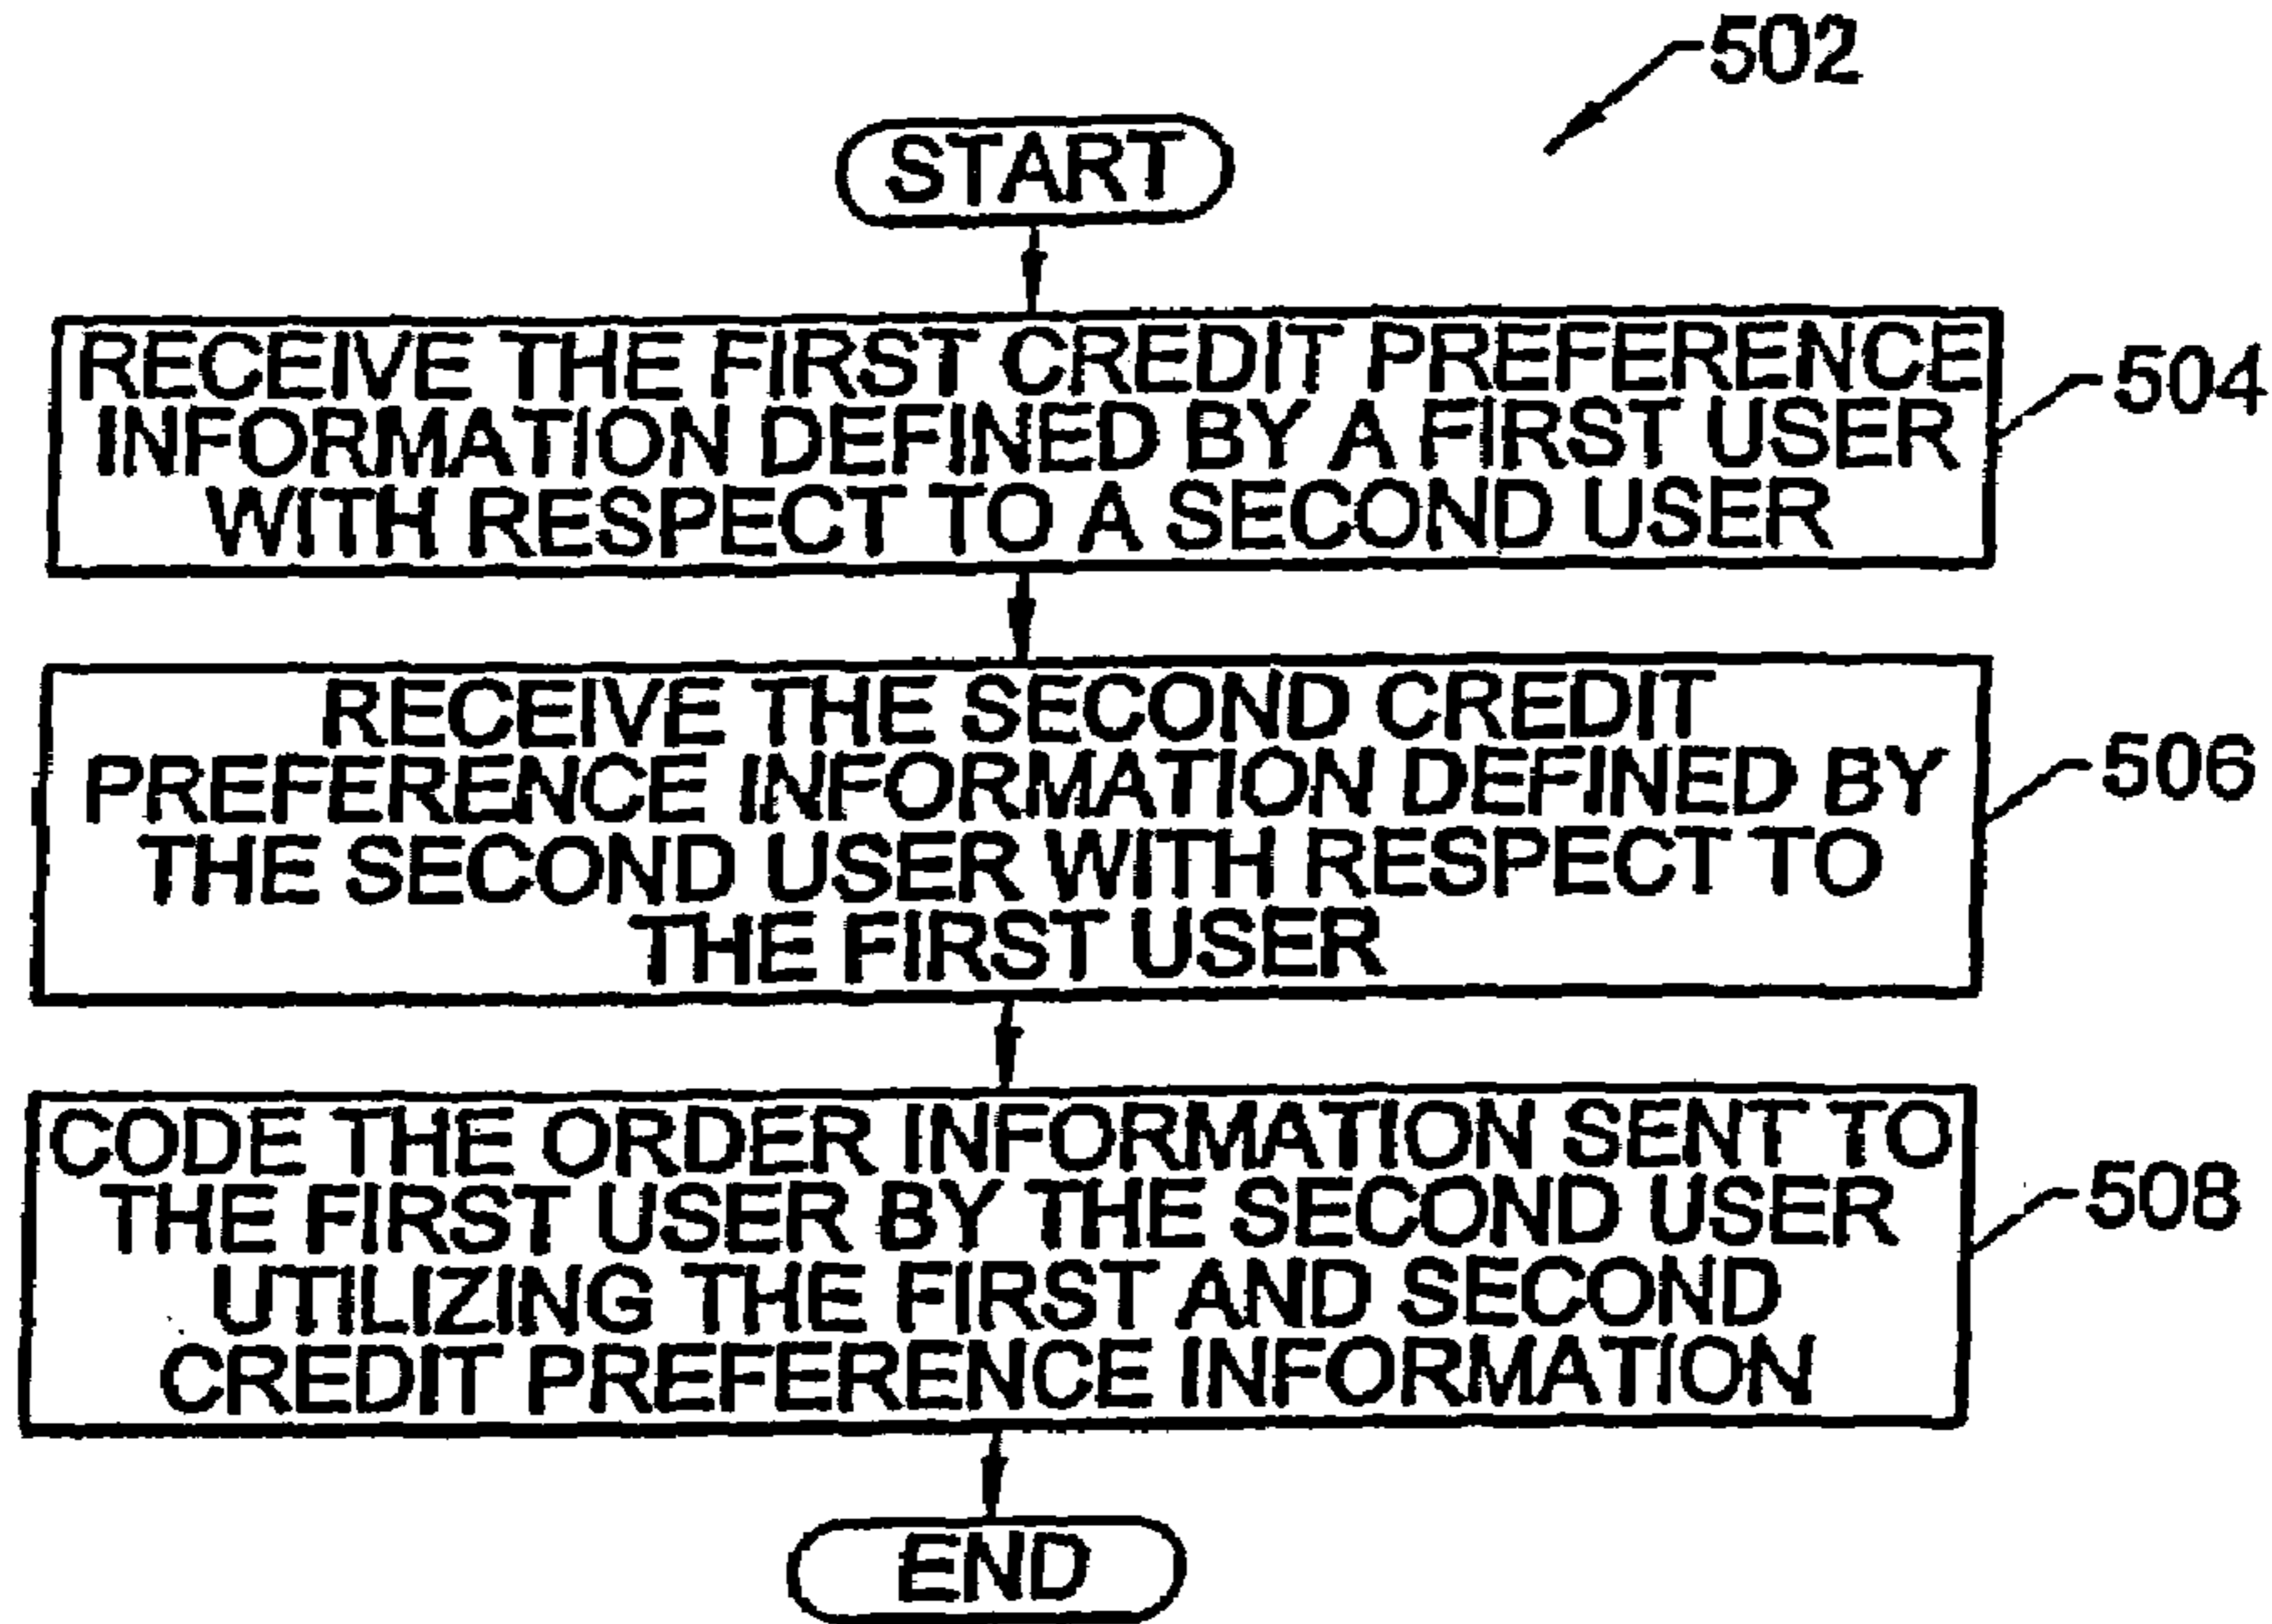 502
START
RECEIVE THE FIRST CREDIT PREFERENCE
INFORMATION DEFINED BY A FIRST USER
WITH RESPECT TO A SECOND USER
504
RECEIVE THE SECOND CREDIT
PREFERENCE INFORMATION DEFINED BY
THE SECOND USER WITH RESPECT TO
THE FIRST USER
506
CODE THE ORDER INFORMATION SENT TO
THE FIRST USER BY THE SECOND USER
UTILIZING THE FIRST AND SECOND
CREDIT PREFERENCE INFORMATION
508
END